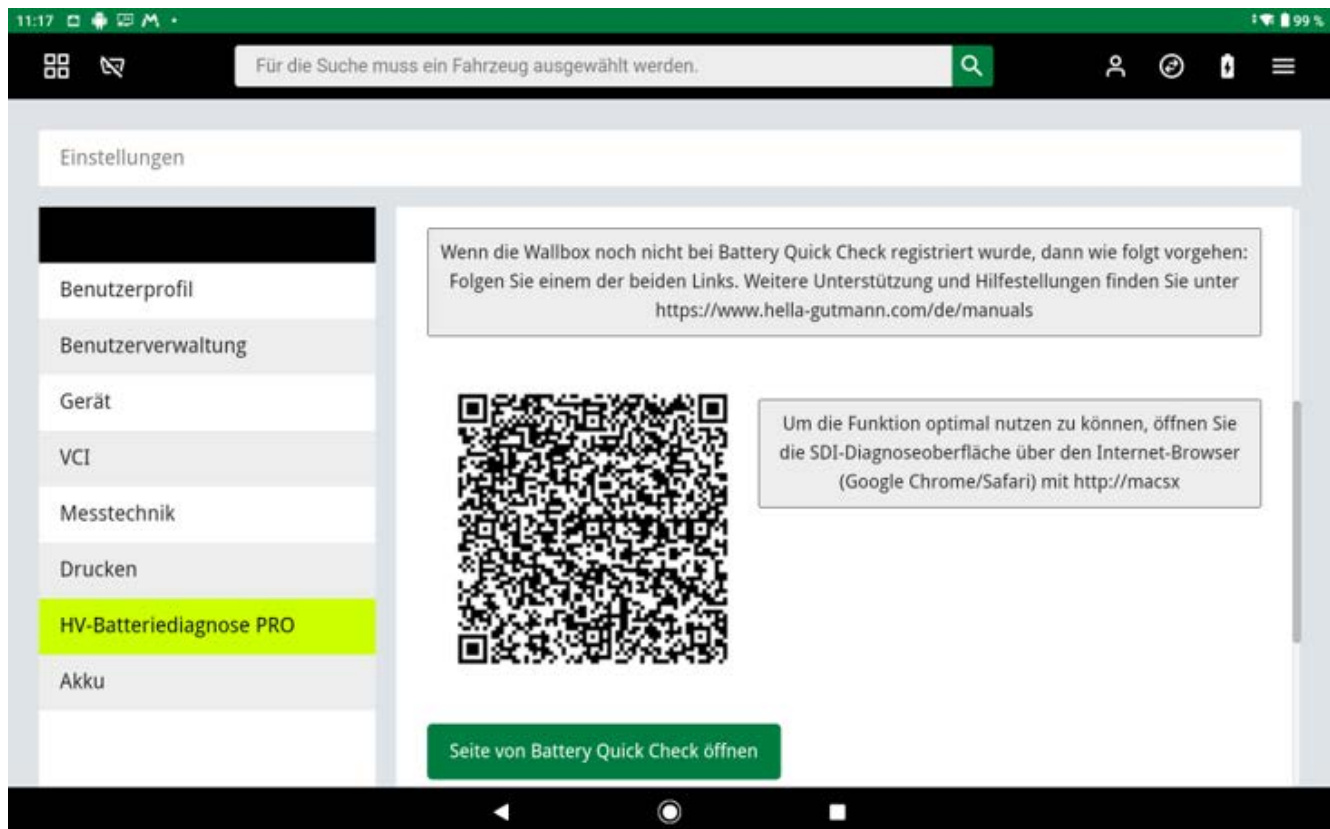 11:17
99 %
Für die Suche muss ein Fahrzeug ausgewählt werden.
Einstellungen
Benutzerprofil
Benutzerverwaltung
Gerät
VCI
Messtechnik
Drucken
HV-Batteriediagnose PRO
Akku
Wenn die Wallbox noch nicht bei Battery Quick Check registriert wurde, dann wie folgt vorgehen:
Folgen Sie einem der beiden Links. Weitere Unterstützung und Hilfestellungen finden Sie unter
https://www.hella-gutmann.com/de/manuals
Um die Funktion optimal nutzen zu können, öffnen Sie
die SDI-Diagnoseoberfläche über den Internet-Browser
(Google Chrome/Safari) mit http://macsx
Seite von Battery Quick Check öffnen